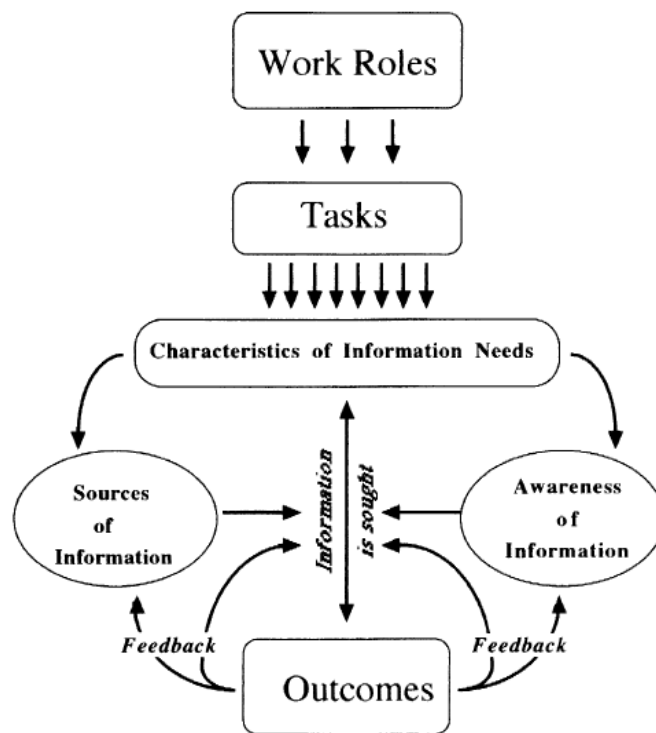 Work Roles
Tasks
Characteristics of Information Needs
Sources
of
Information
Information
is sought
Awareness
of
Information
Feedback
Feedback
Outcomes